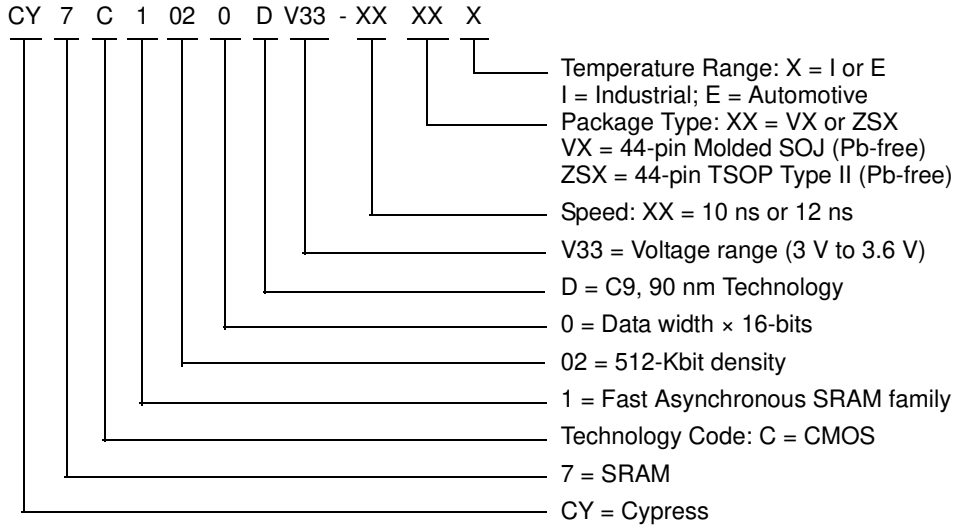 CY 7 C 1 02 0 D V33 - XX XX X
Temperature Range: X = I or E
I = Industrial; E = Automotive
Package Type: XX = VX or ZSX
VX = 44-pin Molded SOJ (Pb-free)
ZSX = 44-pin TSOP Type II (Pb-free)
Speed: XX = 10 ns or 12 ns
V33 = Voltage range (3 V to 3.6 V)
D = C9, 90 nm Technology
0 = Data width × 16-bits
02 = 512-Kbit density
1 = Fast Asynchronous SRAM family
Technology Code: C = CMOS
7 = SRAM
CY = Cypress